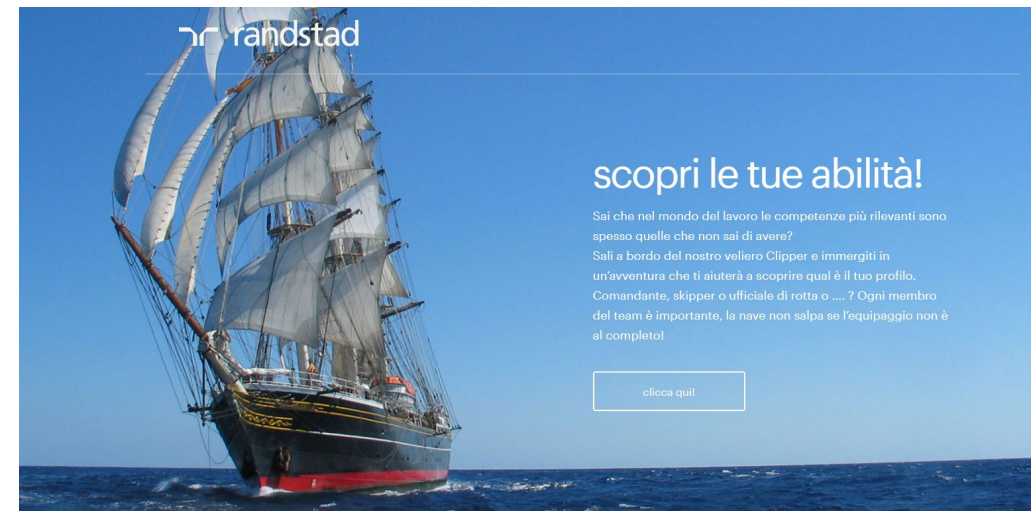 randstad
scopri le tue abilità!
Sai che nel mondo del lavoro le competenze più rilevanti sono
spesso quelle che non sai di avere?
Sali a bordo del nostro veliero Clipper e immergiti in
un’avventura che ti aiuterà a scoprire qual è il tuo profilo.
Comandante, skipper o ufficiale di rotta o .... ? Ogni membro
del team è importante, la nave non salpa se l’equipaggio non è
al completo!
clicca qui!